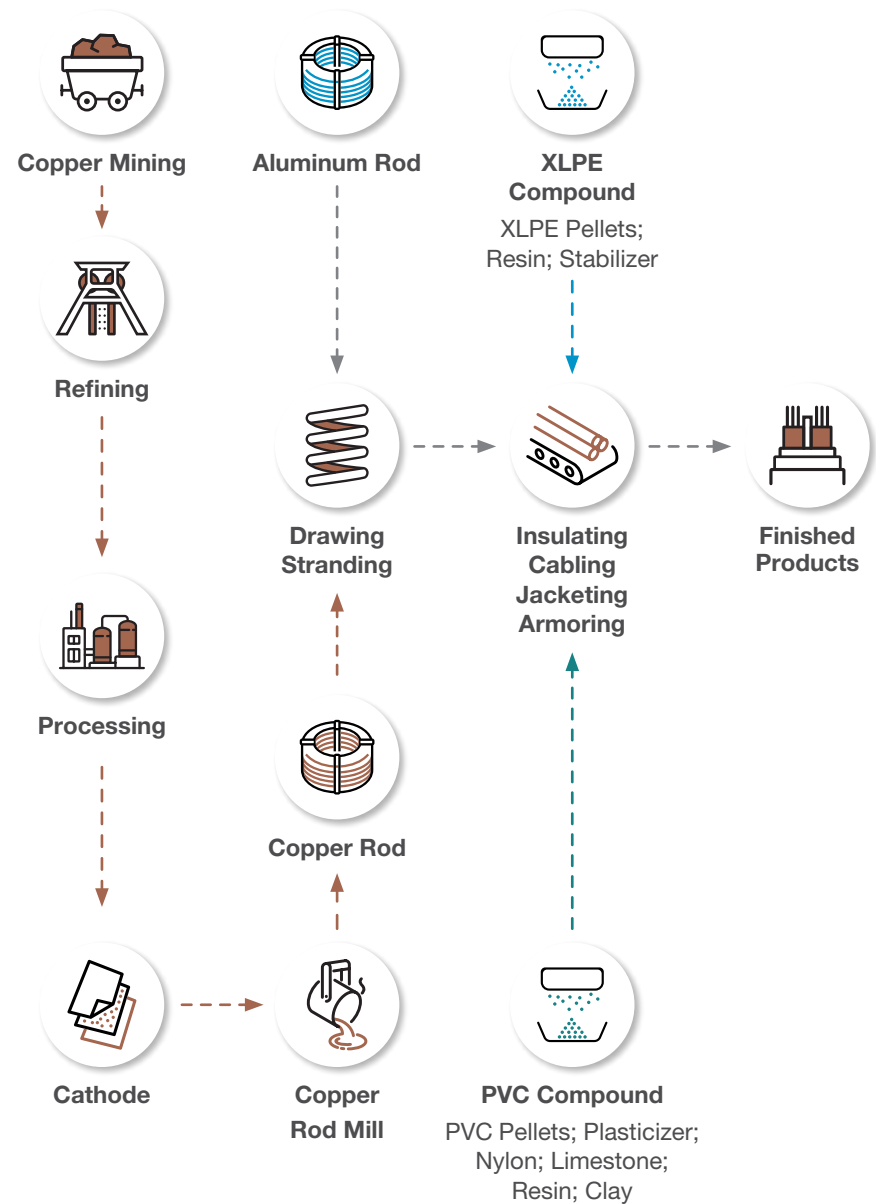 Copper Mining
Aluminum Rod
XLPE
Compound
XLPE Pellets;
Resin; Stabilizer
Refining
Drawing
Stranding
Insulating
Cabling
Jacketing
Armoring
Finished
Products
Processing
Copper Rod
Cathode
Copper
Rod Mill
PVC Compound
PVC Pellets; Plasticizer;
Nylon; Limestone;
Resin; Clay